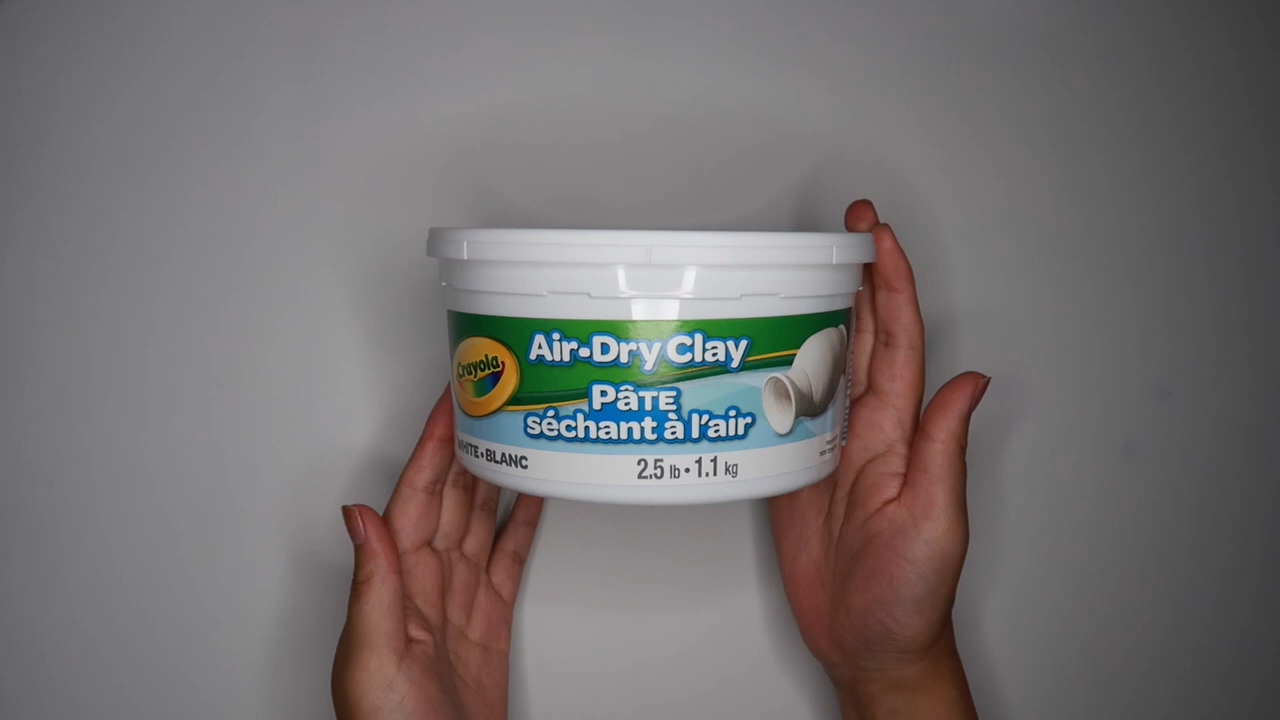 Crayola
Air-Dry Clay
Pâte
séchant à l'air
WHITE • BLANC
2.5 lb • 1.1 kg